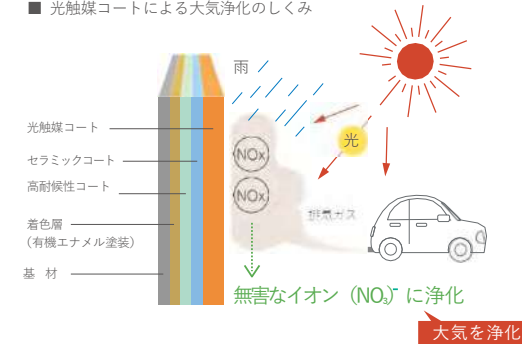 ■ 光触媒コートによる大気浄化のしくみ
雨
光触媒コート
セラミックコート
高耐候性コート
着色層
（有機エナメル塗装）
基 材
NOx
NOx
光
排気ガス
無害なイオン（NO₃）⁻ に浄化
大気を浄化